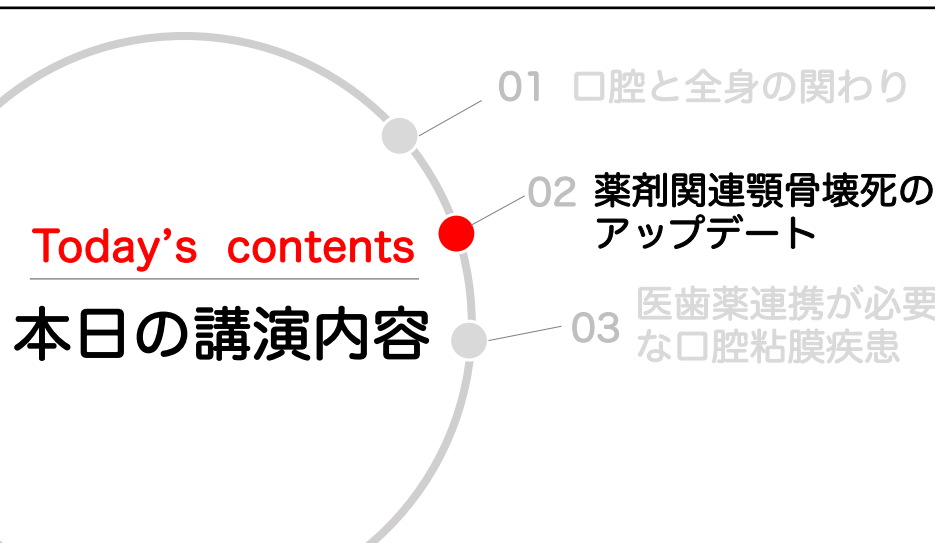 01 口腔と全身の関わり
02 薬剤関連顎骨壊死の
アップデート
Today's contents
本日の講演内容
03 医歯薬連携が必要
な口腔粘膜疾患